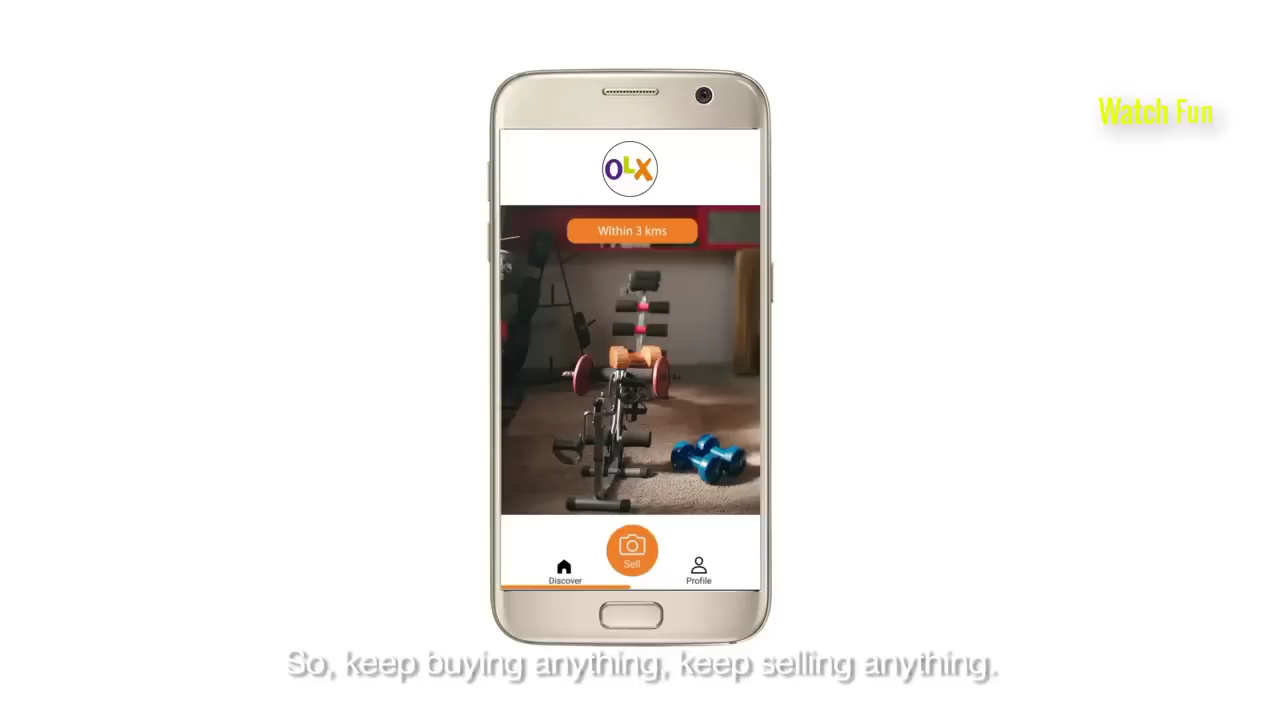 Watch Fun
OLX
Within 3 kms
Sell
Discover
Profile
So, keep buying anything, keep selling anything.